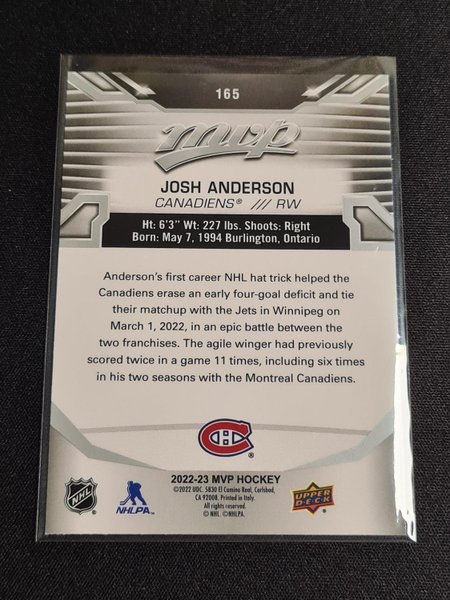 165
mvp
JOSH ANDERSON
CANADIENS® /// RW
Ht: 6'3" Wt: 227 lbs. Shoots: Right
Born: May 7, 1994 Burlington, Ontario
Anderson's first career NHL hat trick helped the
Canadiens erase an early four-goal deficit and tie
their matchup with the Jets in Winnipeg on
March 1, 2022, in an epic battle between the
two franchises. The agile winger had previously
scored twice in a game 11 times, including six times
in his two seasons with the Montreal Canadiens.
®
2022-23 MVP HOCKEY
©2022 UDC. 5830 El Camino Real, Carlsbad,
CA 92008. Printed in Italy.
All rights reserved.
© NHL. ©NHLPA.
NHL
NHLPA
UPPER
DECK